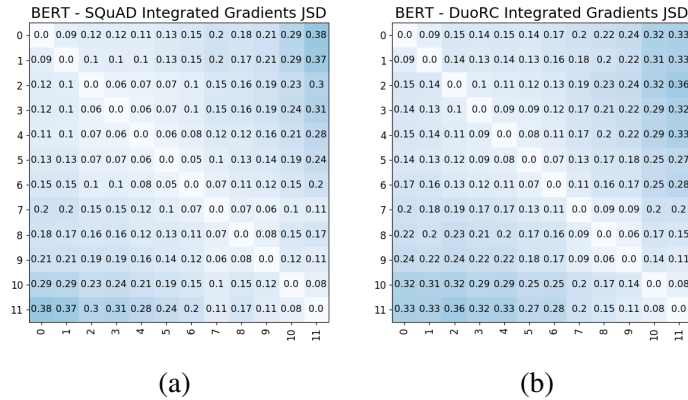 BERT - SQuAD Integrated Gradients JSD
0 0.0 0.09 0.12 0.12 0.11 0.13 0.15 0.2 0.18 0.21 0.29 0.38
1 0.09 0.0 0.1 0.1 0.1 0.13 0.15 0.2 0.17 0.21 0.29 0.37
2 0.12 0.1 0.0 0.06 0.07 0.07 0.1 0.15 0.16 0.19 0.23 0.3
3 0.12 0.1 0.06 0.0 0.06 0.07 0.1 0.15 0.16 0.19 0.24 0.31
4 0.11 0.1 0.07 0.06 0.0 0.06 0.08 0.12 0.12 0.16 0.21 0.28
5 0.13 0.13 0.07 0.07 0.06 0.0 0.05 0.1 0.13 0.14 0.19 0.24
6 0.15 0.15 0.1 0.1 0.08 0.05 0.0 0.07 0.11 0.12 0.15 0.2
7 0.2 0.2 0.15 0.15 0.12 0.1 0.07 0.0 0.07 0.06 0.1 0.11
8 0.18 0.17 0.16 0.16 0.12 0.13 0.11 0.07 0.0 0.08 0.15 0.17
9 0.21 0.21 0.19 0.19 0.16 0.14 0.12 0.06 0.08 0.0 0.12 0.11
10 0.29 0.29 0.23 0.24 0.21 0.19 0.15 0.1 0.15 0.12 0.0 0.08
11 0.38 0.37 0.3 0.31 0.28 0.24 0.2 0.11 0.17 0.11 0.08 0.0
0 1 2 3 4 5 6 7 8 9 10 11
(a)
BERT - DuoRC Integrated Gradients JSD
0 0.0 0.09 0.15 0.14 0.15 0.14 0.17 0.2 0.22 0.24 0.32 0.33
1 0.09 0.0 0.14 0.13 0.14 0.13 0.16 0.18 0.2 0.22 0.31 0.33
2 0.15 0.14 0.0 0.1 0.11 0.12 0.13 0.19 0.23 0.24 0.32 0.36
3 0.14 0.13 0.1 0.0 0.09 0.09 0.12 0.17 0.21 0.22 0.29 0.32
4 0.15 0.14 0.11 0.09 0.0 0.08 0.11 0.17 0.2 0.22 0.29 0.33
5 0.14 0.13 0.12 0.09 0.08 0.0 0.07 0.13 0.17 0.18 0.25 0.27
6 0.17 0.16 0.13 0.12 0.11 0.07 0.0 0.11 0.16 0.17 0.25 0.28
7 0.2 0.18 0.19 0.17 0.17 0.13 0.11 0.0 0.09 0.09 0.2 0.2
8 0.22 0.2 0.23 0.21 0.2 0.17 0.16 0.09 0.0 0.06 0.17 0.15
9 0.24 0.22 0.24 0.22 0.22 0.18 0.17 0.09 0.06 0.0 0.14 0.11
10 0.32 0.31 0.32 0.29 0.29 0.25 0.25 0.2 0.17 0.14 0.0 0.08
11 0.33 0.33 0.36 0.32 0.33 0.27 0.28 0.2 0.15 0.11 0.08 0.0
0 1 2 3 4 5 6 7 8 9 10 11
(b)